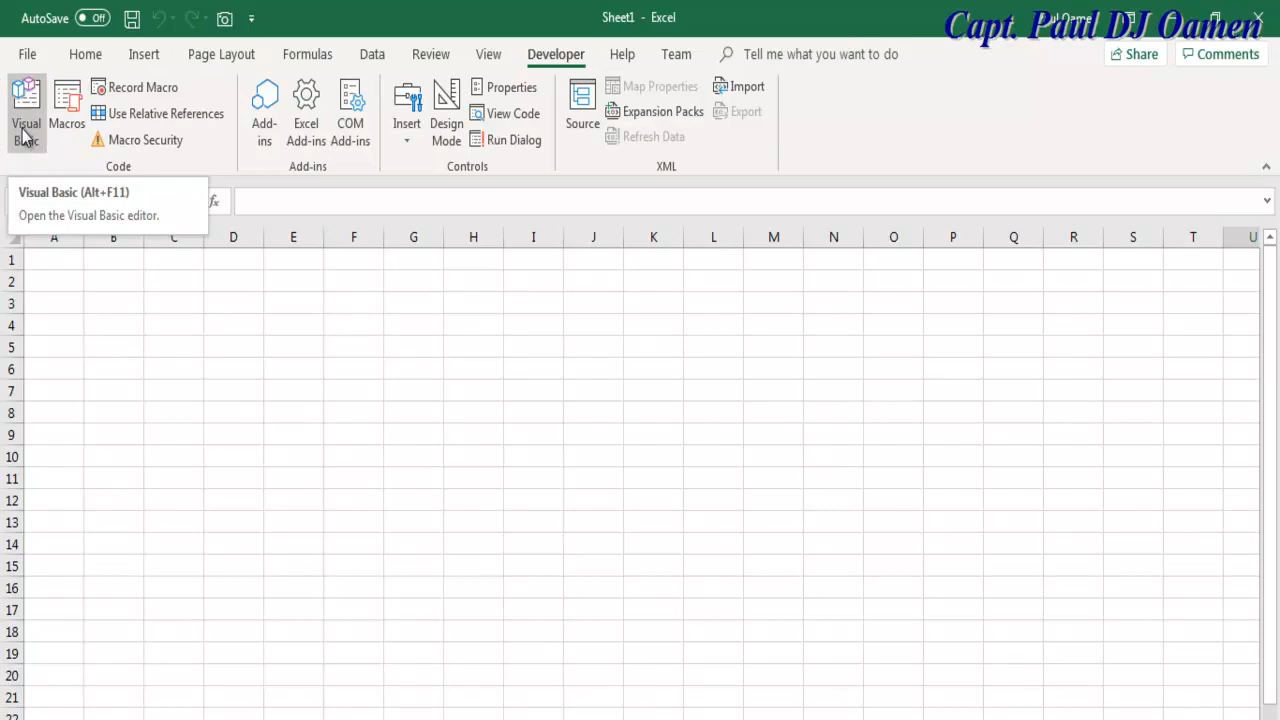 AutoSave Off
Sheet1 - Excel
Capt. Paul DJ Oamen
File Home Insert Page Layout Formulas Data Review View Developer Help Team Tell me what you want to do Share Comments
Visual Basic
Macros
Record Macro
Use Relative References
Macro Security
Code
Add-ins
Excel Add-ins
COM Add-ins
Add-ins
Insert
Design Mode
Properties
View Code
Run Dialog
Controls
Source
Map Properties
Expansion Packs
Refresh Data
Import
Export
XML
Visual Basic (Alt+F11)
Open the Visual Basic editor.
fx
A B C D E F G H I J K L M N O P Q R S T U
1
2
3
4
5
6
7
8
9
10
11
12
13
14
15
16
17
18
19
20
21
22